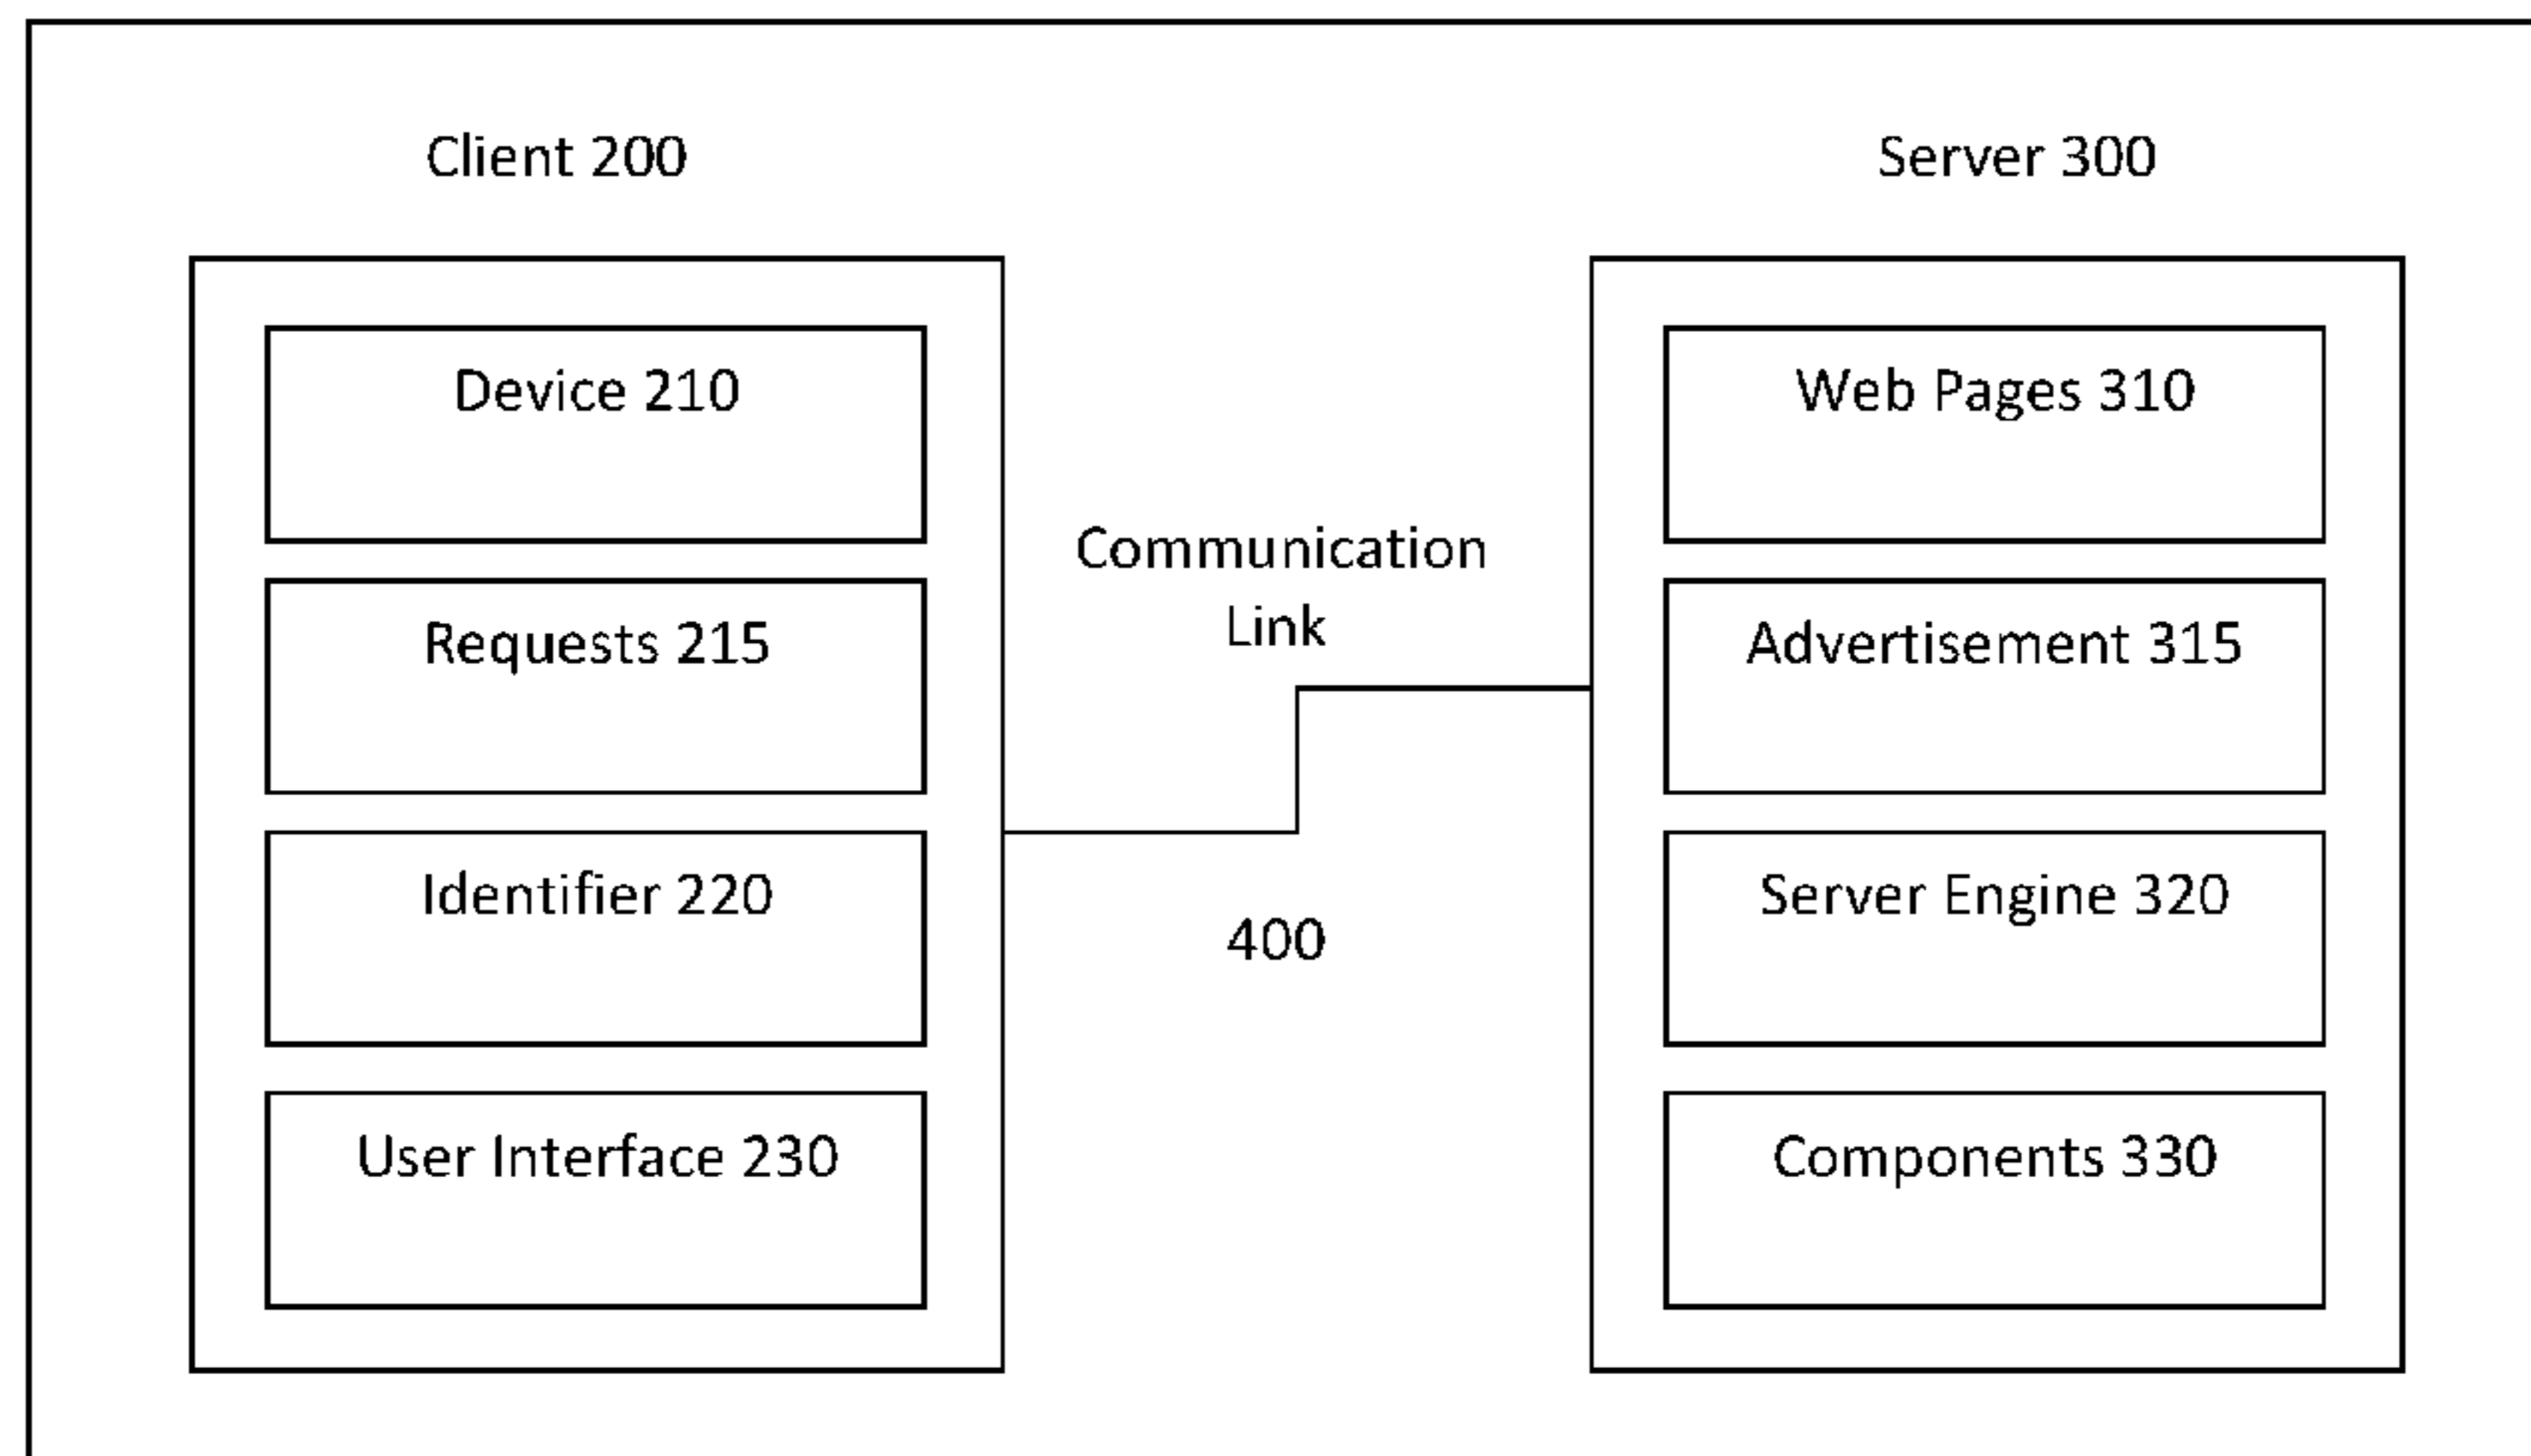 Client 200
Device 210
Requests 215
Identifier 220
User Interface 230
Communication
Link
400
Server 300
Web Pages 310
Advertisement 315
Server Engine 320
Components 330